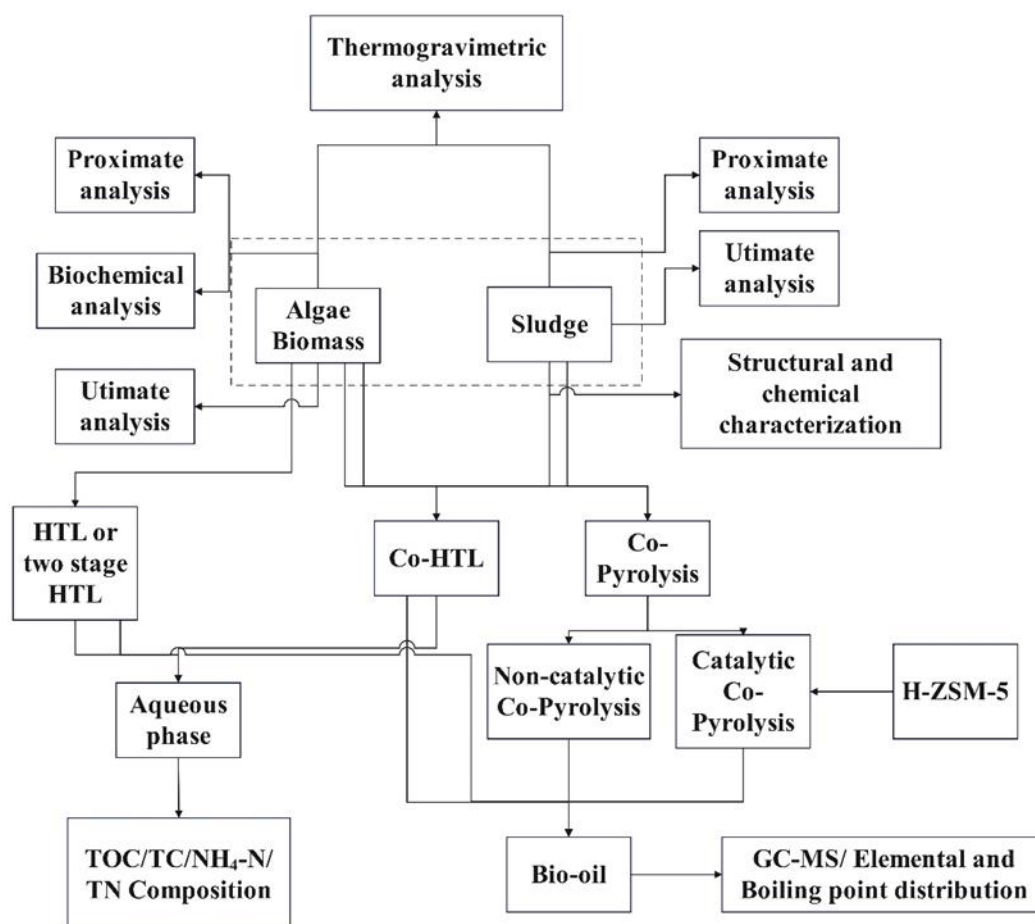 Thermogravimetric
analysis
Proximate
analysis
Proximate
analysis
Biochemical
analysis
Utimate
analysis
Algae
Biomass
Sludge
Utimate
analysis
Structural and
chemical
characterization
HTL or
two stage
HTL
Co-HTL
Co-
Pyrolysis
Non-catalytic
Co-Pyrolysis
Catalytic
Co-
Pyrolysis
H-ZSM-5
Aqueous
phase
TOC/TC/NH₄-N/
TN Composition
Bio-oil
GC-MS/ Elemental and
Boiling point distribution